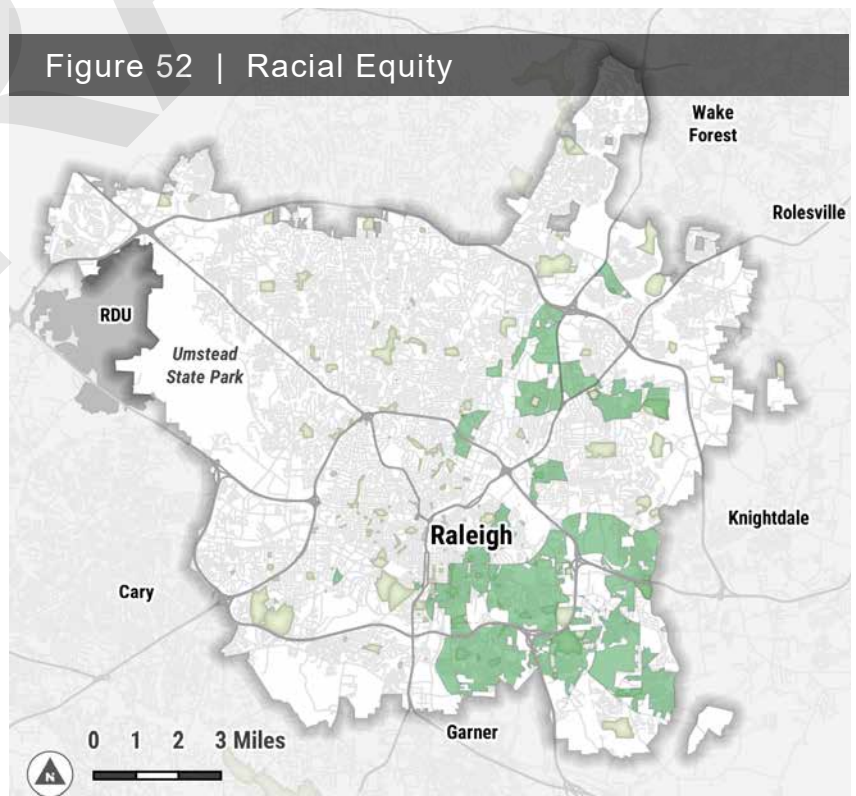 Figure 52 | Racial Equity
Wake
Forest
Rolesville
RDU
Umstead
State Park
Raleigh
Knightdale
Cary
Garner
0 1 2 3 Miles
N